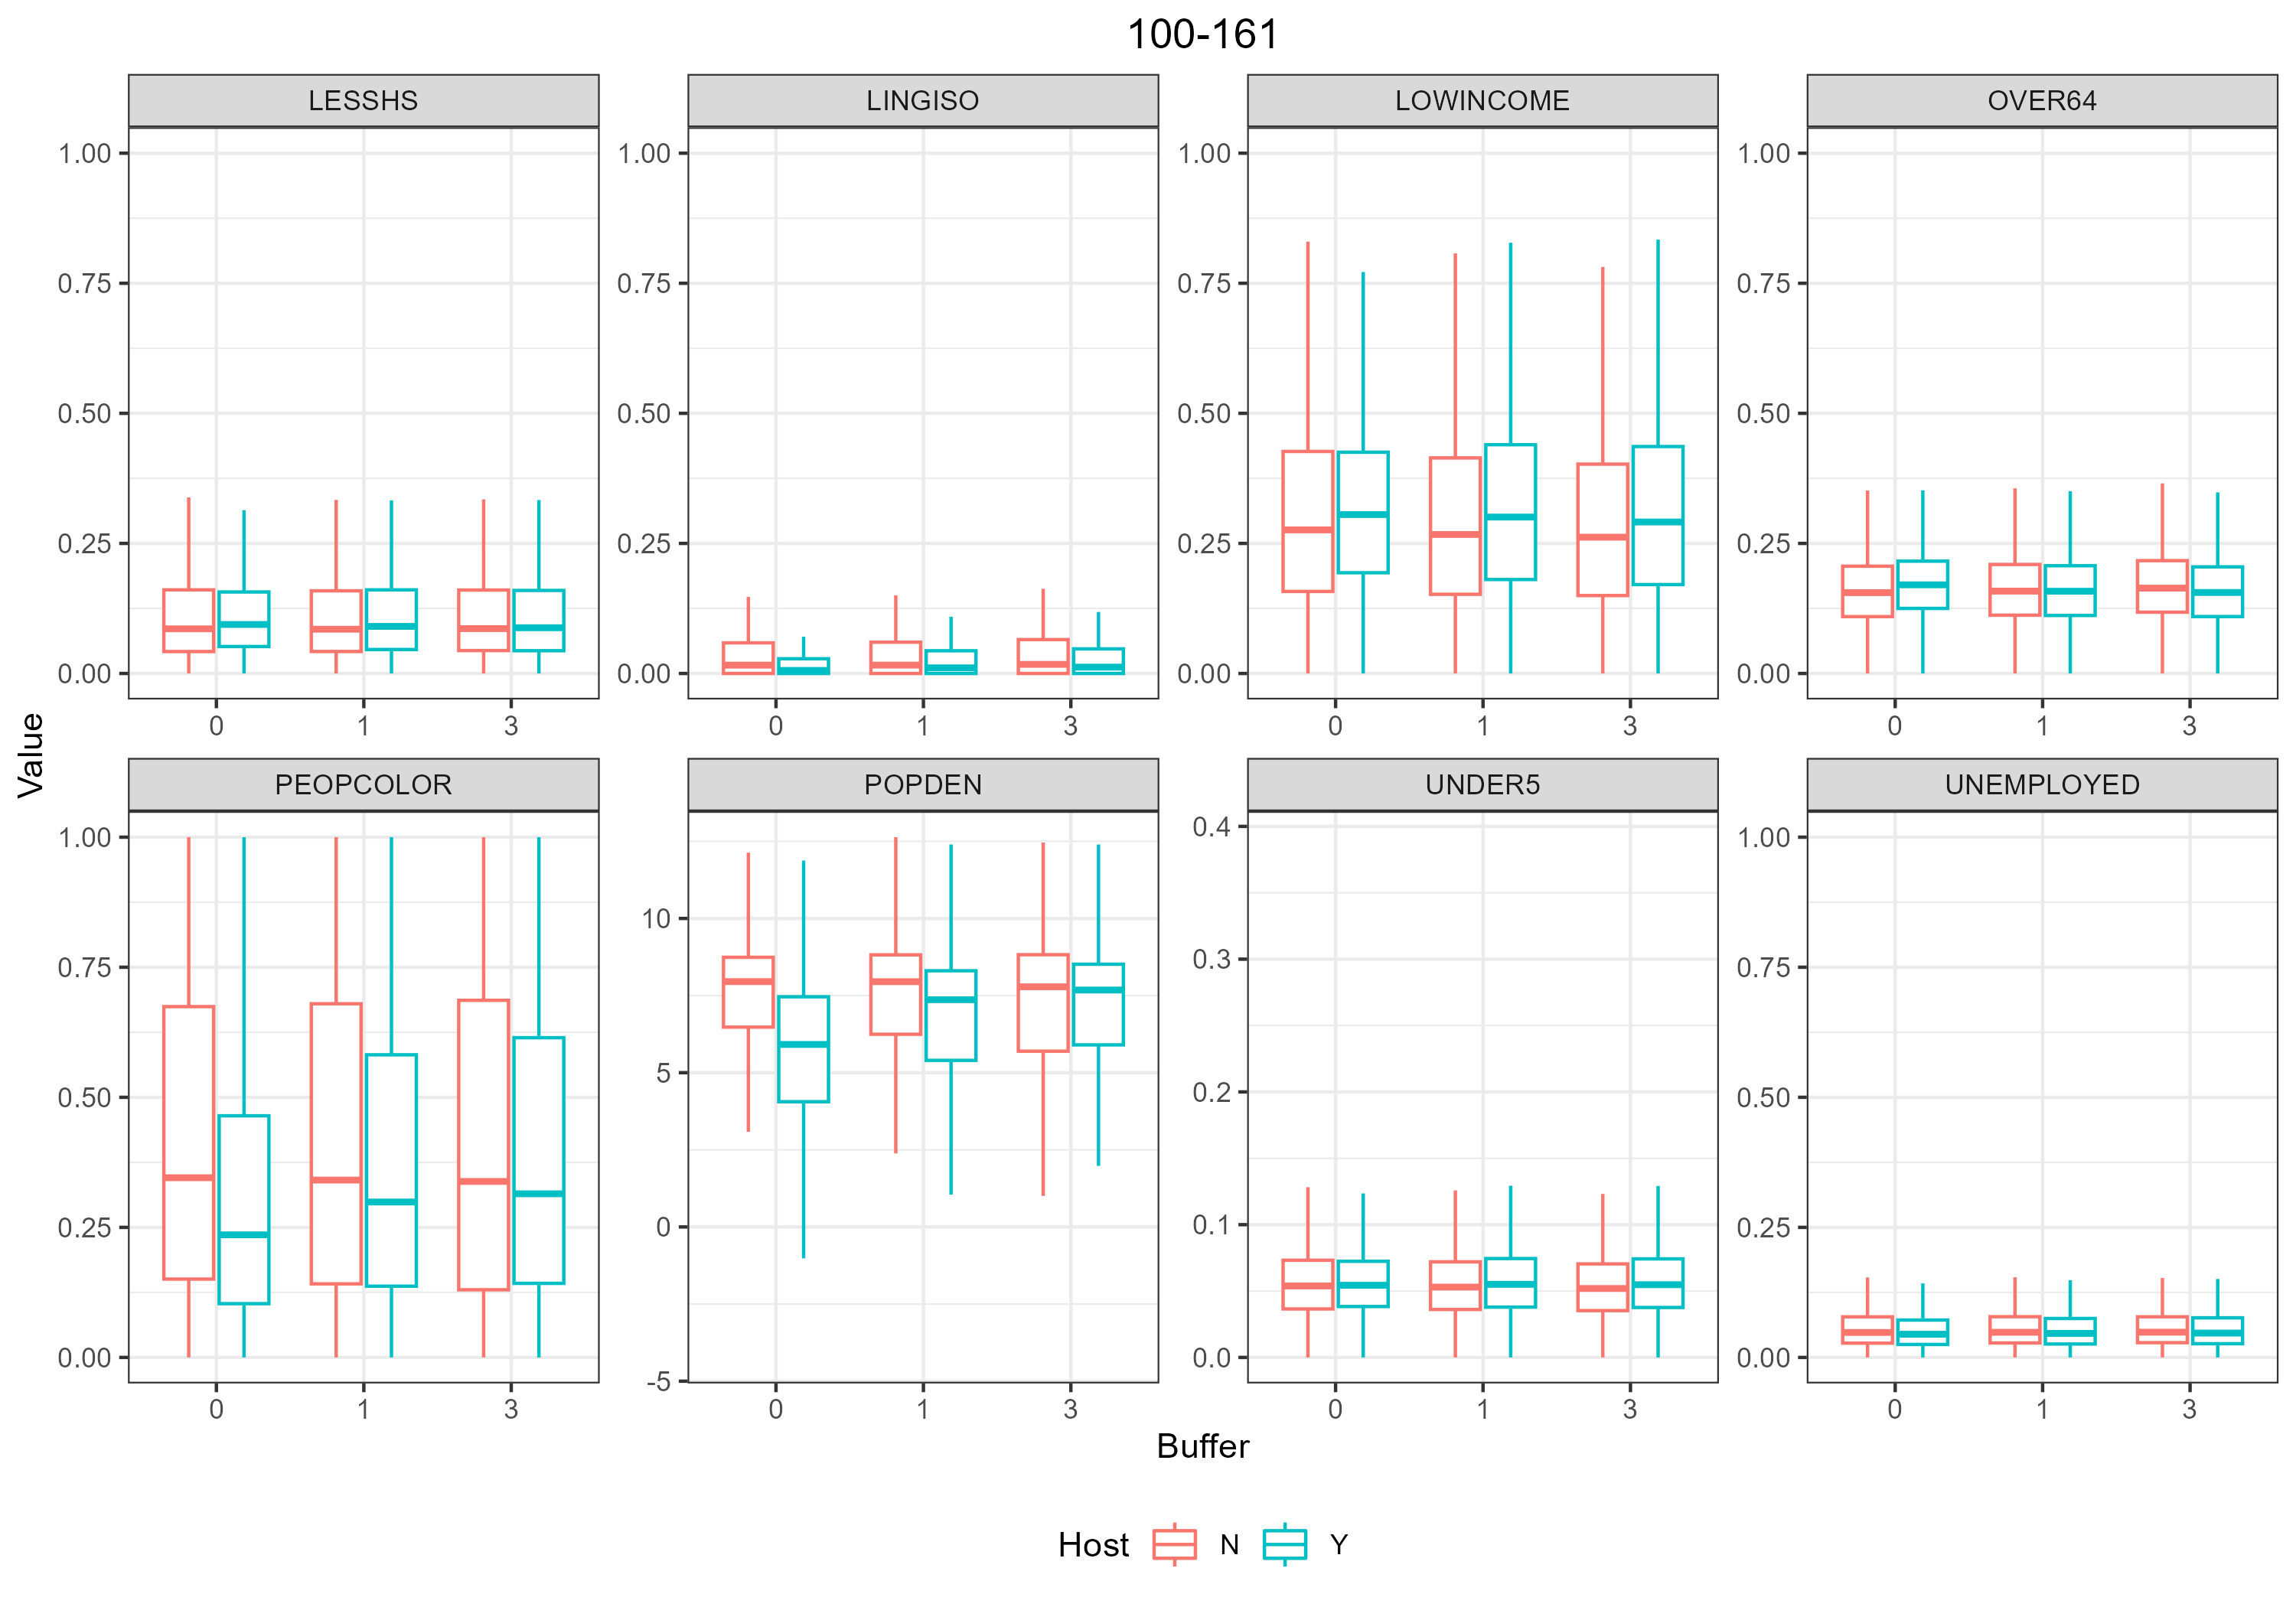 100-161
LESSHS LINGISO LOWINCOME OVER64
1.00 1.00 1.00 1.00
0.75 0.75 0.75 0.75
0.50 0.50 0.50 0.50
0.25 0.25 0.25 0.25
0.00 0.00 0.00 0.00
0 1 3 0 1 3 0 1 3 0 1 3
Value
PEOPCOLOR POPDEN UNDER5 UNEMPLOYED
1.00 10 0.4 1.00
0.75 5 0.3 0.75
0.50 0 0.2 0.50
0.25 -5 0.1 0.25
0.00 0.0 0.00
0 1 3 0 1 3 0 1 3 0 1 3
Buffer
Host N Y